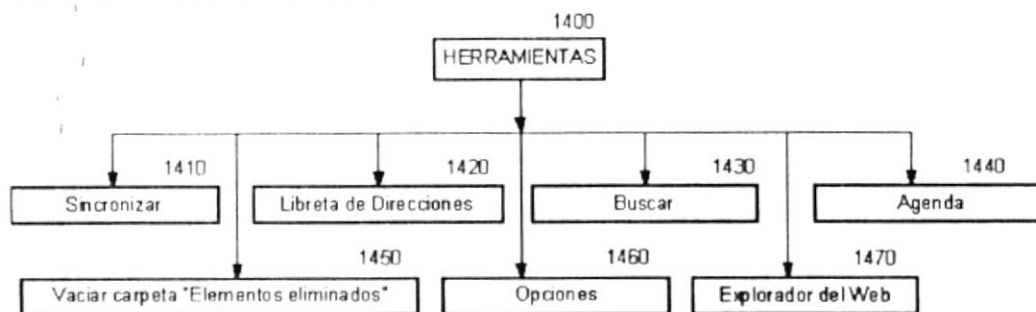 1400
HERRAMIENTAS
1410
Sincronizar
1420
Libreta de Direcciones
1430
Buscar
1440
Agenda
1450
Vaciar carpeta "Elementos eliminados"
1460
Opciones
1470
Explorador del Web